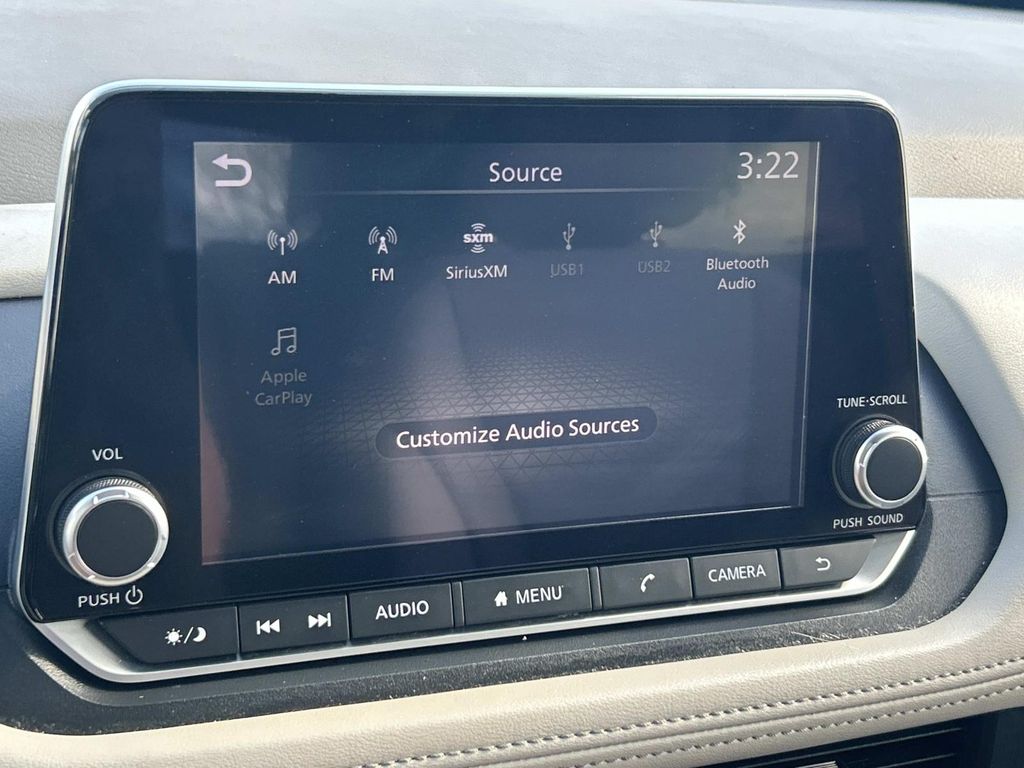 Source
3:22
AM
FM
sxm
SiriusXM
USB1
USB2
Bluetooth
Audio
Apple
CarPlay
Customize Audio Sources
VOL
PUSH
TUNE·SCROLL
PUSH SOUND
AUDIO
MENU
CAMERA